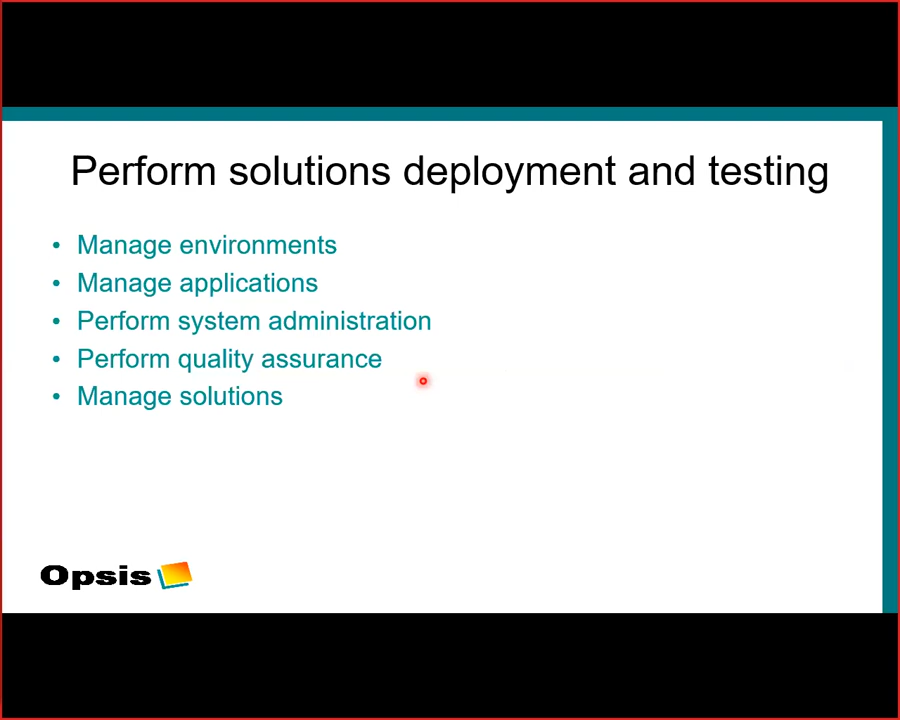 Perform solutions deployment and testing
• Manage environments
• Manage applications
• Perform system administration
• Perform quality assurance
• Manage solutions
Opsis